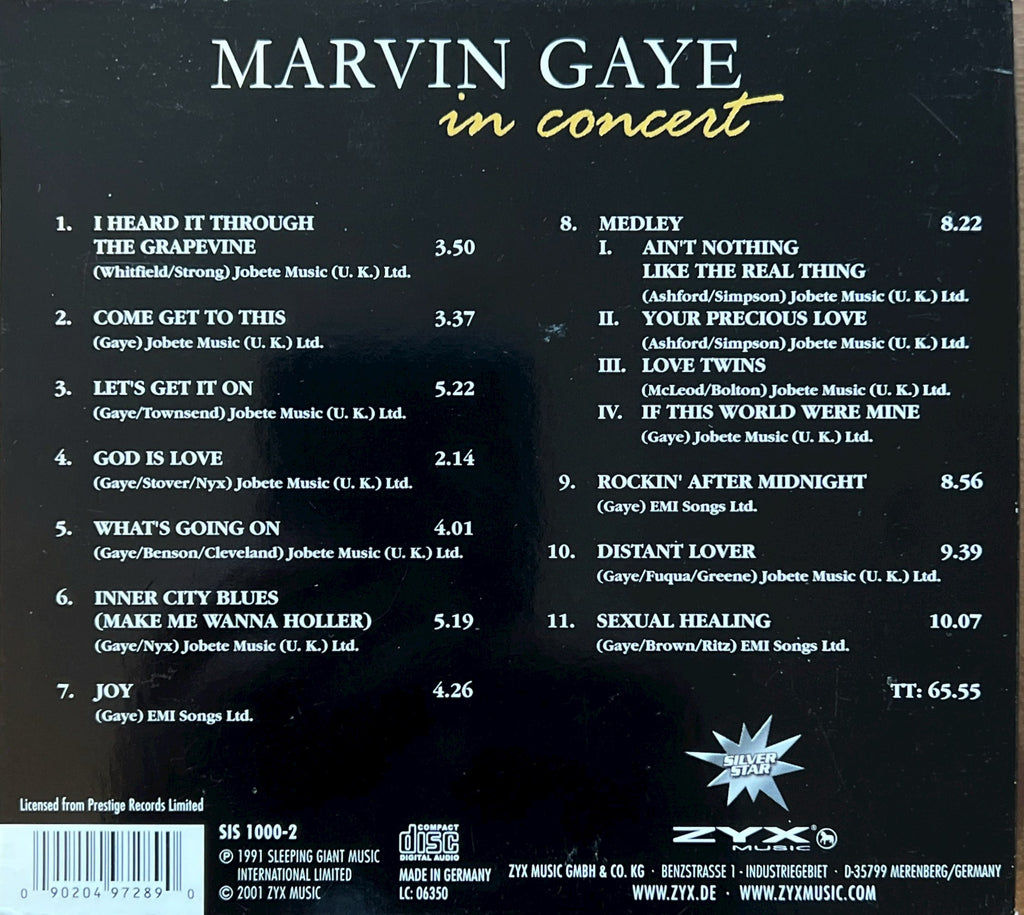 MARVIN GAYE
in concert
1. I HEARD IT THROUGH
THE GRAPEVINE 3.50
(Whitfield/Strong) Jobete Music (U. K.) Ltd.
2. COME GET TO THIS 3.37
(Gaye) Jobete Music (U. K.) Ltd.
3. LET'S GET IT ON 5.22
(Gaye/Townsend) Jobete Music (U. K.) Ltd.
4. GOD IS LOVE 2.14
(Gaye/Stover/Nyx) Jobete Music (U. K.) Ltd.
5. WHAT'S GOING ON 4.01
(Gaye/Benson/Cleveland) Jobete Music (U. K.) Ltd.
6. INNER CITY BLUES
(MAKE ME WANNA HOLLER) 5.19
(Gaye/Nyx) Jobete Music (U. K.) Ltd.
7. JOY 4.26
(Gaye) EMI Songs Ltd.
8. MEDLEY 8.22
I. AIN'T NOTHING
LIKE THE REAL THING
(Ashford/Simpson) Jobete Music (U. K.) Ltd.
II. YOUR PRECIOUS LOVE
(Ashford/Simpson) Jobete Music (U. K.) Ltd.
III. LOVE TWINS
(McLeod/Bolton) Jobete Music (U. K.) Ltd.
IV. IF THIS WORLD WERE MINE
(Gaye) Jobete Music (U. K.) Ltd.
9. ROCKIN' AFTER MIDNIGHT 8.56
(Gaye) EMI Songs Ltd.
10. DISTANT LOVER 9.39
(Gaye/Fuqua/Greene) Jobete Music (U. K.) Ltd.
11. SEXUAL HEALING 10.07
(Gaye/Brown/Ritz) EMI Songs Ltd.
TT: 65.55
SILVER
STAR
Licensed from Prestige Records Limited
0 90204 97289 0
SIS 1000-2
℗ 1991 SLEEPING GIANT MUSIC
INTERNATIONAL LIMITED
© 2001 ZYX MUSIC
COMPACT
disc
DIGITAL AUDIO
MADE IN GERMANY
LC: 06350
ZYX®
MUSIC
ZYX MUSIC GMBH & CO. KG · BENZSTRASSE 1 · INDUSTRIEGEBIET · D-35799 MERENBERG/GERMANY
WWW.ZYX.DE · WWW.ZYXMUSIC.COM